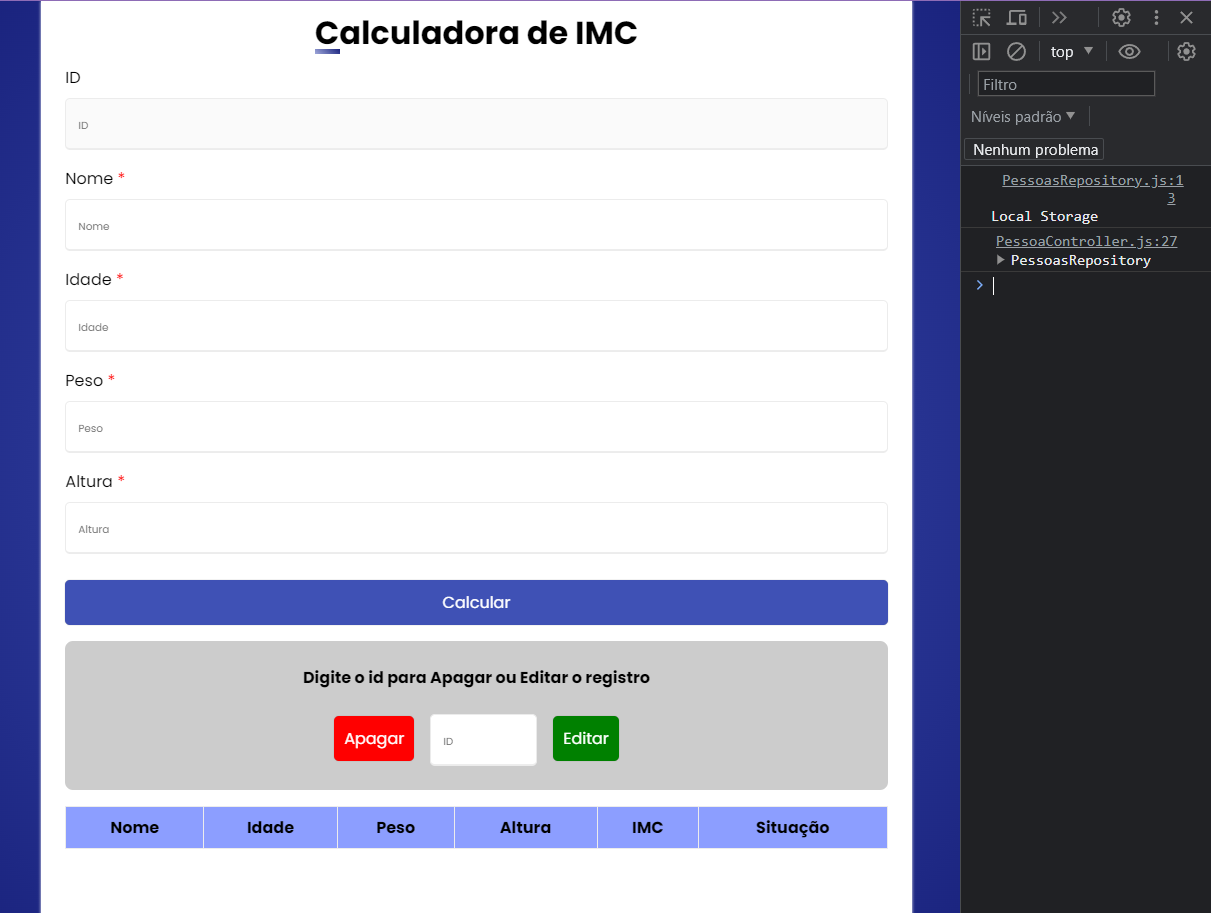 Calculadora de IMC
ID
ID
Nome *
Nome
Idade *
Idade
Peso *
Peso
Altura *
Altura
Calcular
Digite o id para Apagar ou Editar o registro
Apagar
ID
Editar
Nome Idade Peso Altura IMC Situação
top
Filtro
Níveis padrão
Nenhum problema
PessoasRepository.js:1
3
Local Storage
PessoaController.js:27
PessoasRepository